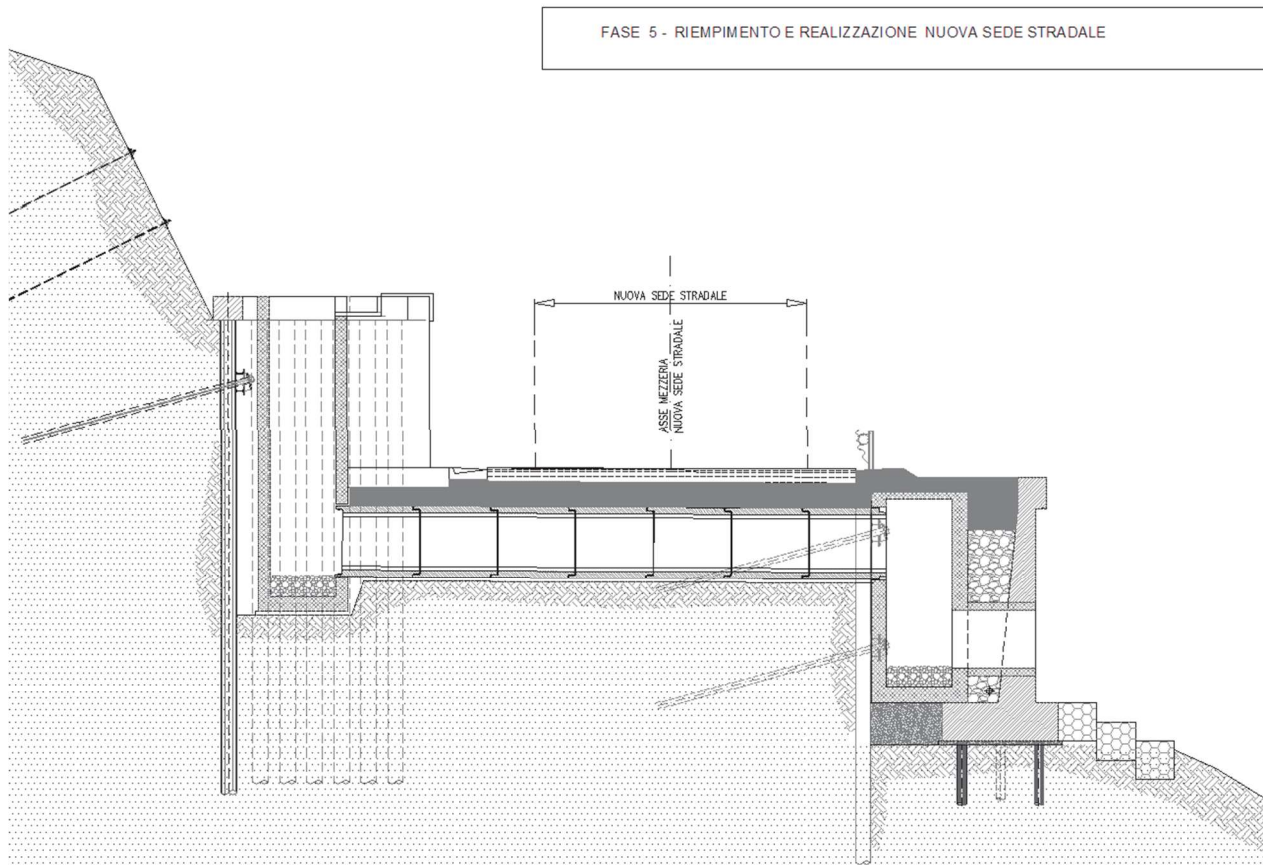 FASE 5 - RIEMPIMENTO E REALIZZAZIONE NUOVA SEDE STRADALE
NUOVA SEDE STRADALE
ASSE MEZZERIA
NUOVA SEDE STRADALE